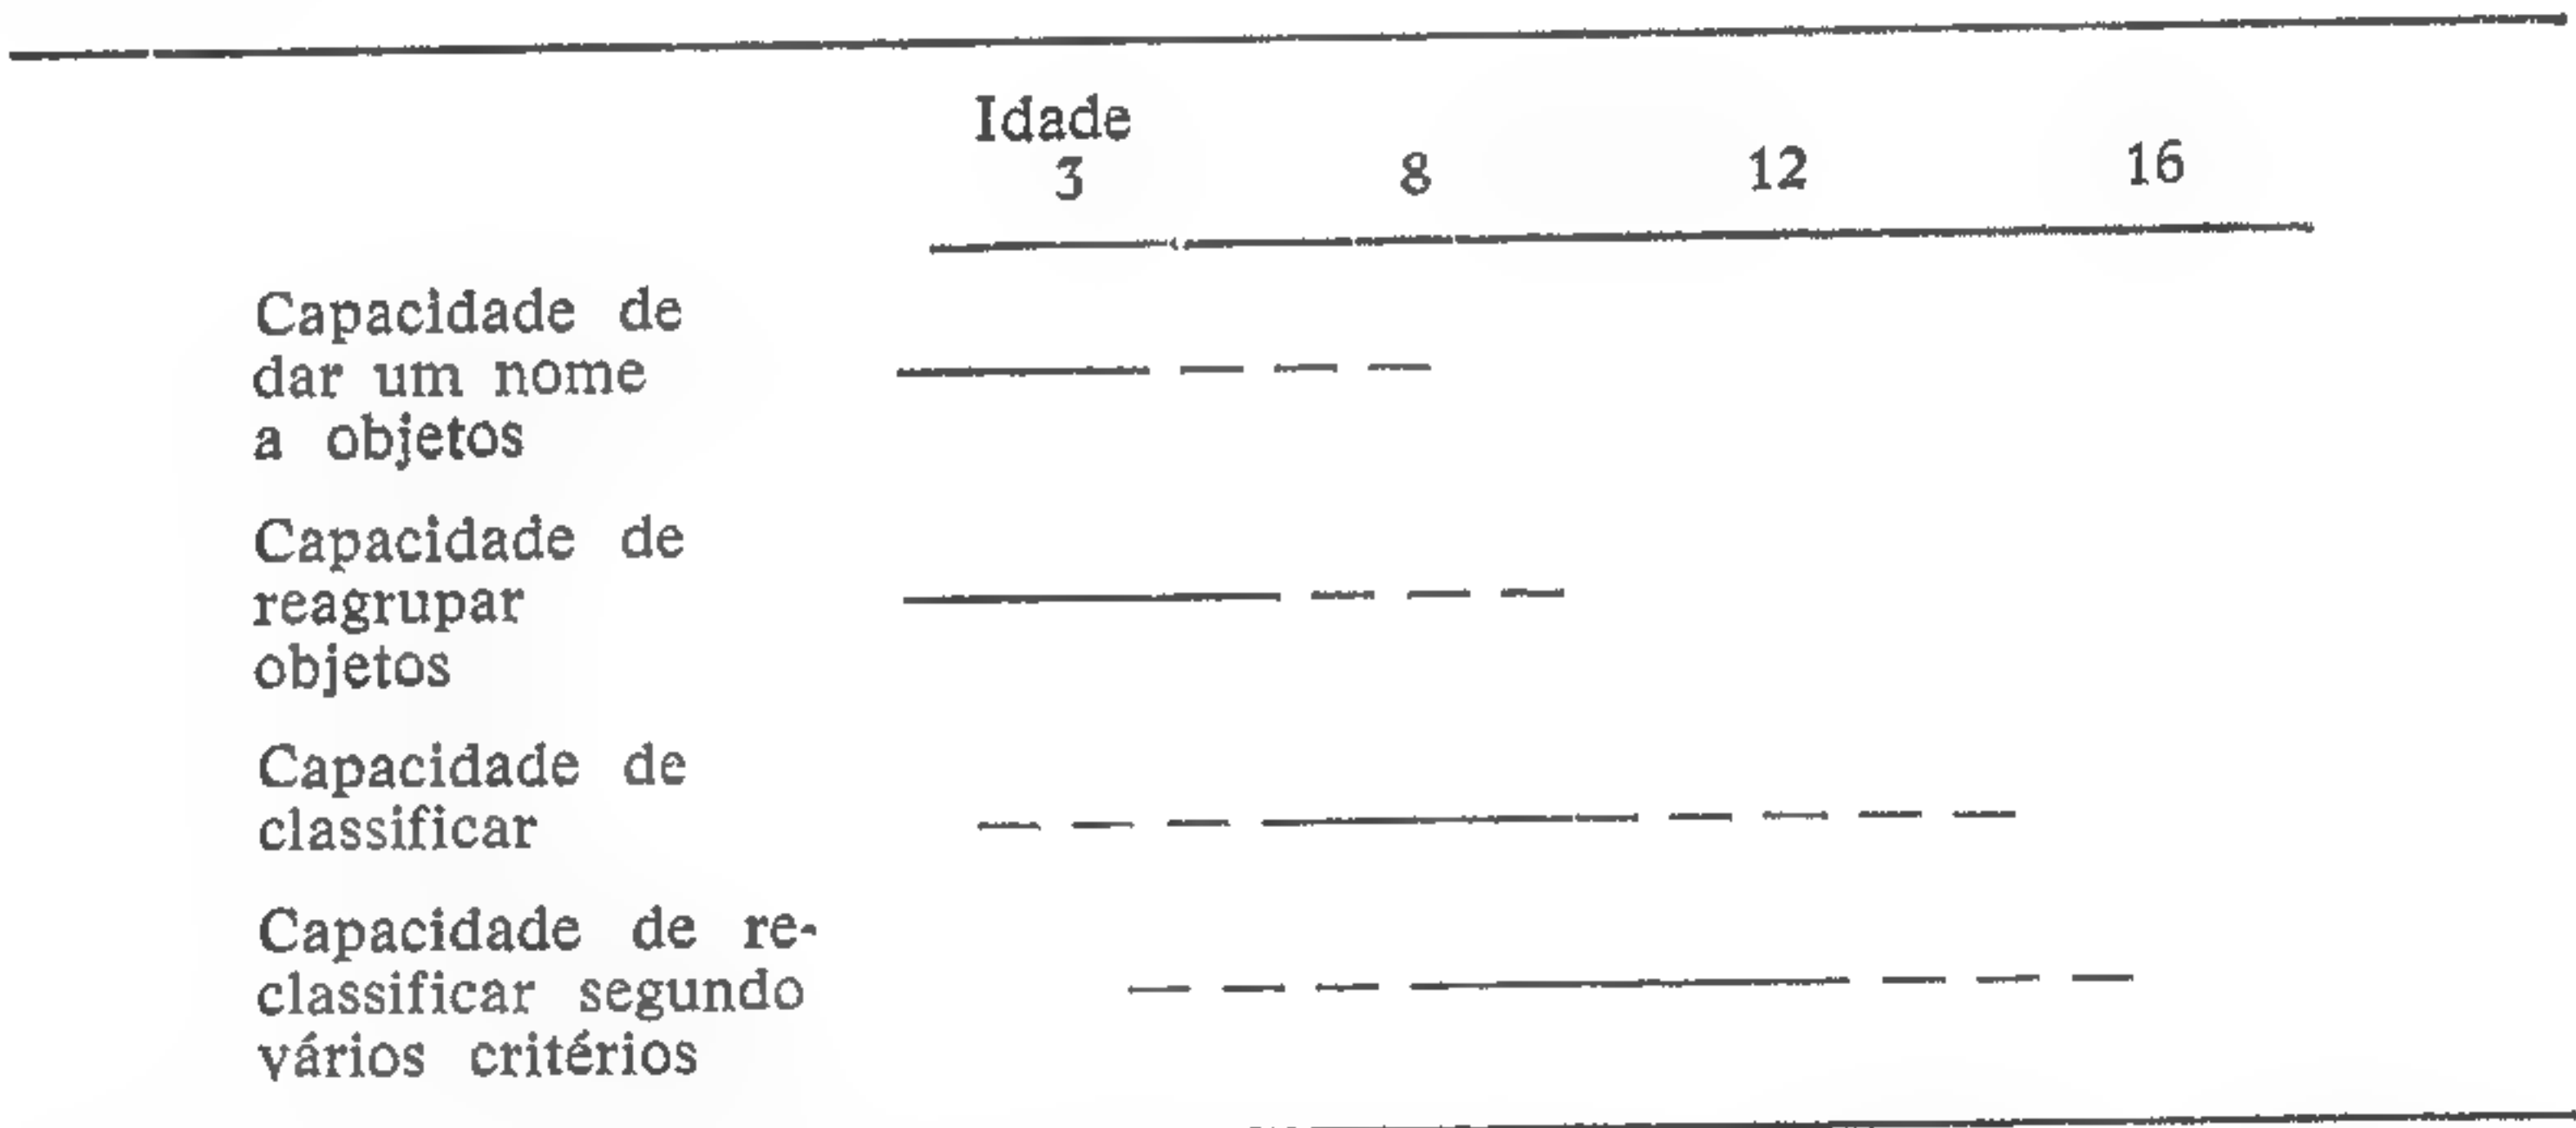 Idade
3 8 12 16
Capacidade de
dar um nome
a objetos
Capacidade de
reagrupar
objetos
Capacidade de
classificar
Capacidade de re-
classificar segundo
vários critérios